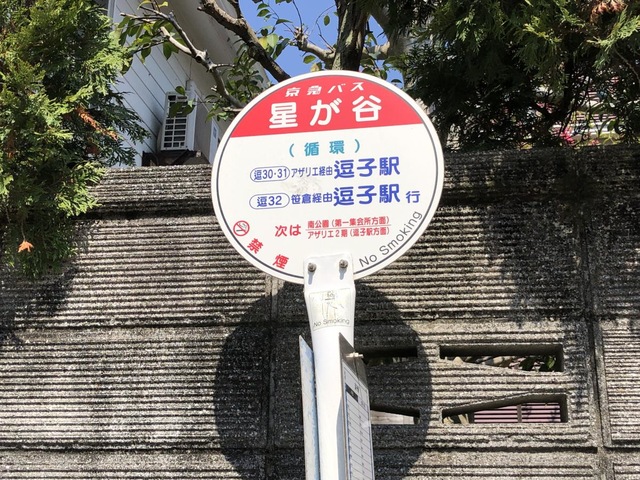 京急バス
星が谷
（循環）
逗30・31 アザリエ経由 逗子駅
逗32 笹倉経由 逗子駅 行
次は 南公園（第一集会所方面）
アザリエ2期（逗子駅方面）
禁煙
No Smoking
No Smoking